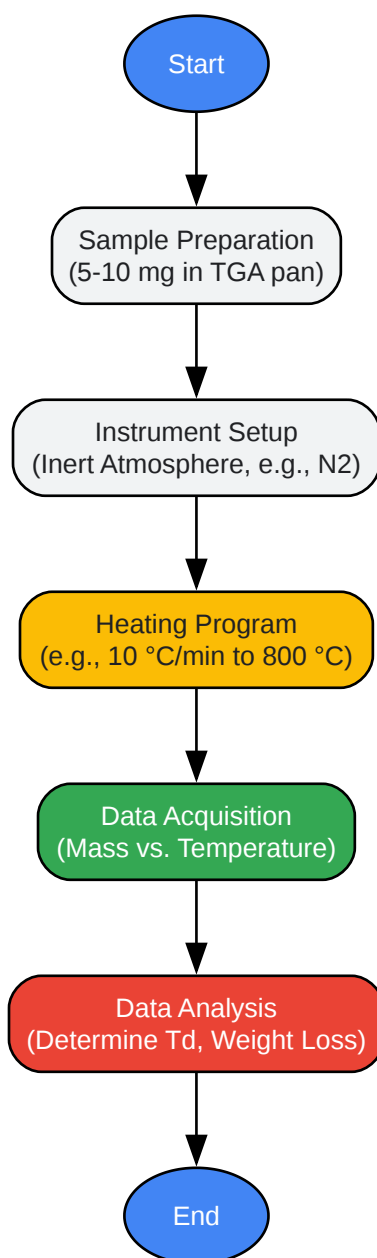 Start
Sample Preparation
(5-10 mg in TGA pan)
Instrument Setup
(Inert Atmosphere, e.g., N2)
Heating Program
(e.g., 10 °C/min to 800 °C)
Data Acquisition
(Mass vs. Temperature)
Data Analysis
(Determine Td, Weight Loss)
End